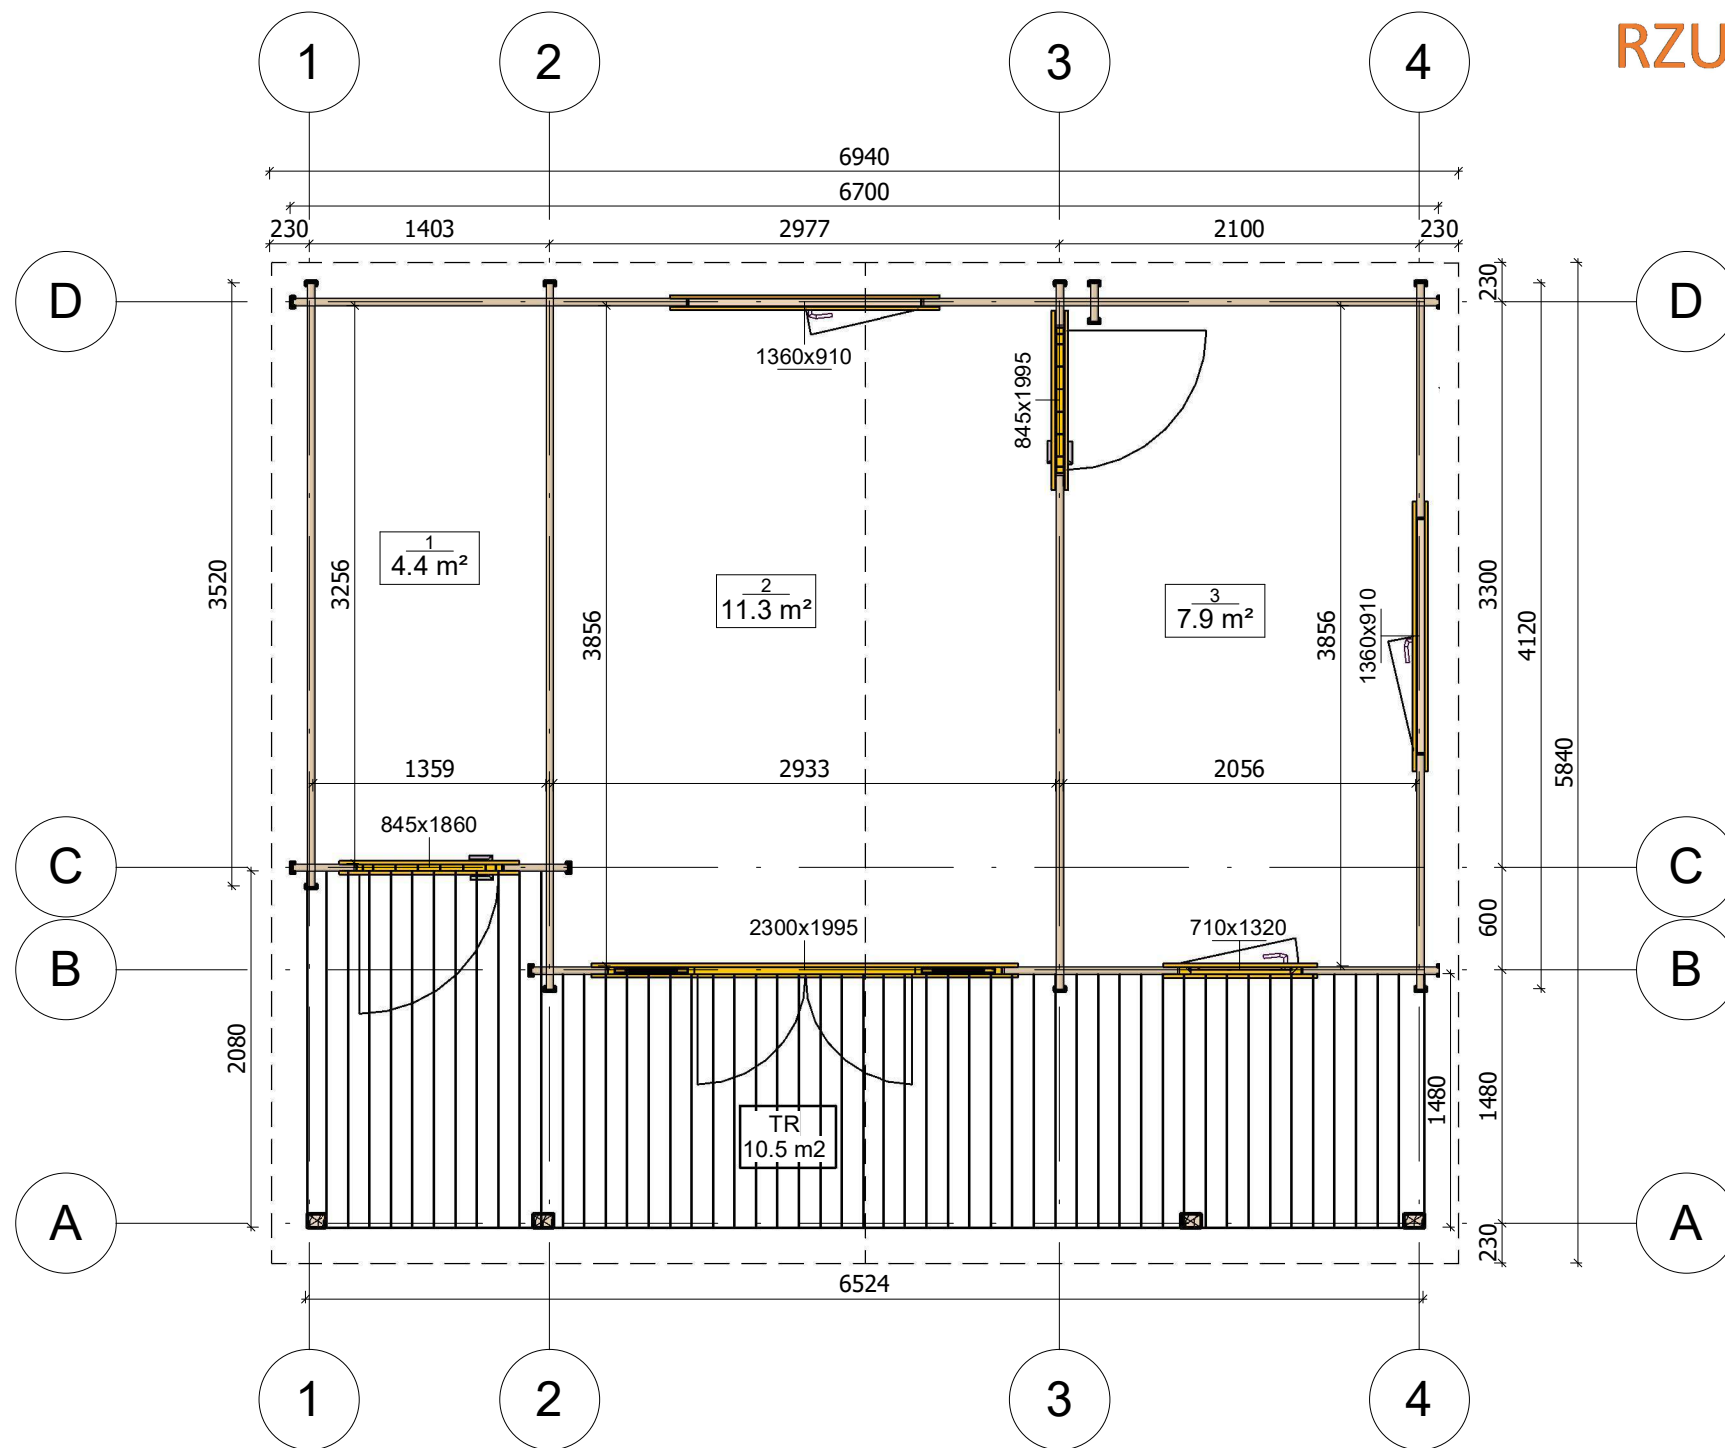 RZU
1 2 3 4
6940
6700
230 1403 2977 2100 230
D D
230
1360x910
845x1995
1
4.4 m²
2
11.3 m²
3
7.9 m²
3520
3256
3856
3856
1360x910
3300
4120
5840
1359 2933 2056
845x1860
C C
600
2300x1995
710x1320
B B
2080
1480
1480
TR
10.5 m2
A A
230
6524
1 2 3 4